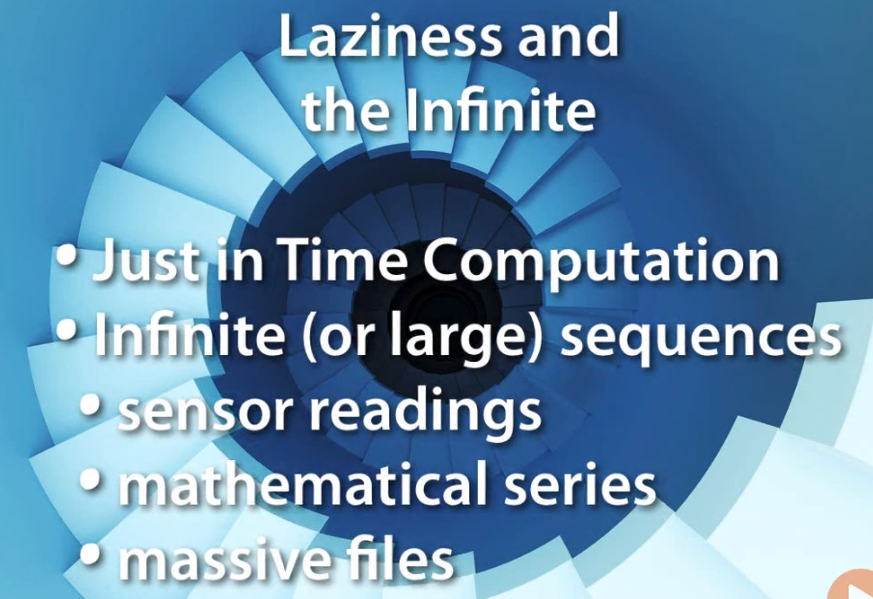 Laziness and
the Infinite
• Just in Time Computation
• Infinite (or large) sequences
• sensor readings
• mathematical series
• massive files